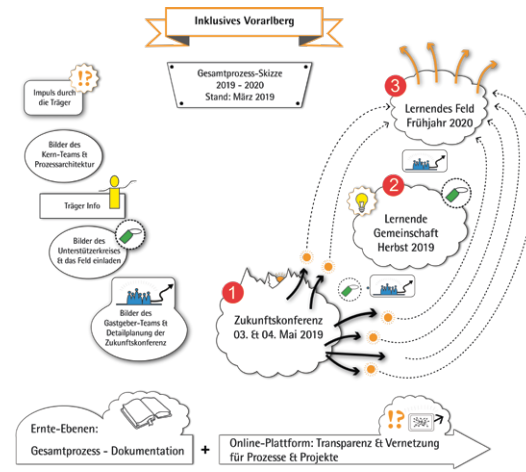 Inklusives Vorarlberg
Gesamtprozess-Skizze
2019 - 2020
Stand: März 2019
!?
Impuls durch
die Träger
Bilder des
Kern-Teams &
Prozessarchitektur
Träger Info
Bilder des
Unterstützerkreises
& das Feld einladen
Bilder des
Gastgeber-Teams &
Detailplanung der
Zukunftskonferenz
3
Lernendes Feld
Frühjahr 2020
2
Lernende
Gemeinschaft
Herbst 2019
1
Zukunftskonferenz
03. & 04. Mai 2019
Ernte-Ebenen:
Gesamtprozess - Dokumentation
+
!?
Online-Plattform: Transparenz & Vernetzung
für Prozesse & Projekte